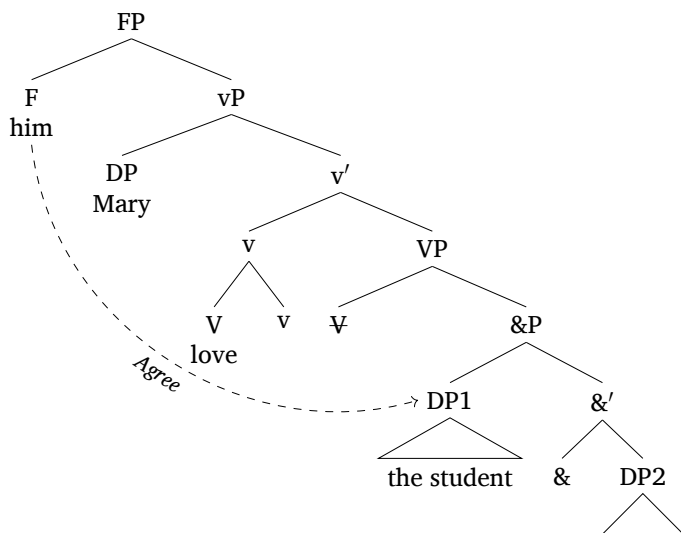 FP
F vP
him
DP v′
Mary
v VP
V v V &P
love
Agree
DP1 &′
the student & DP2